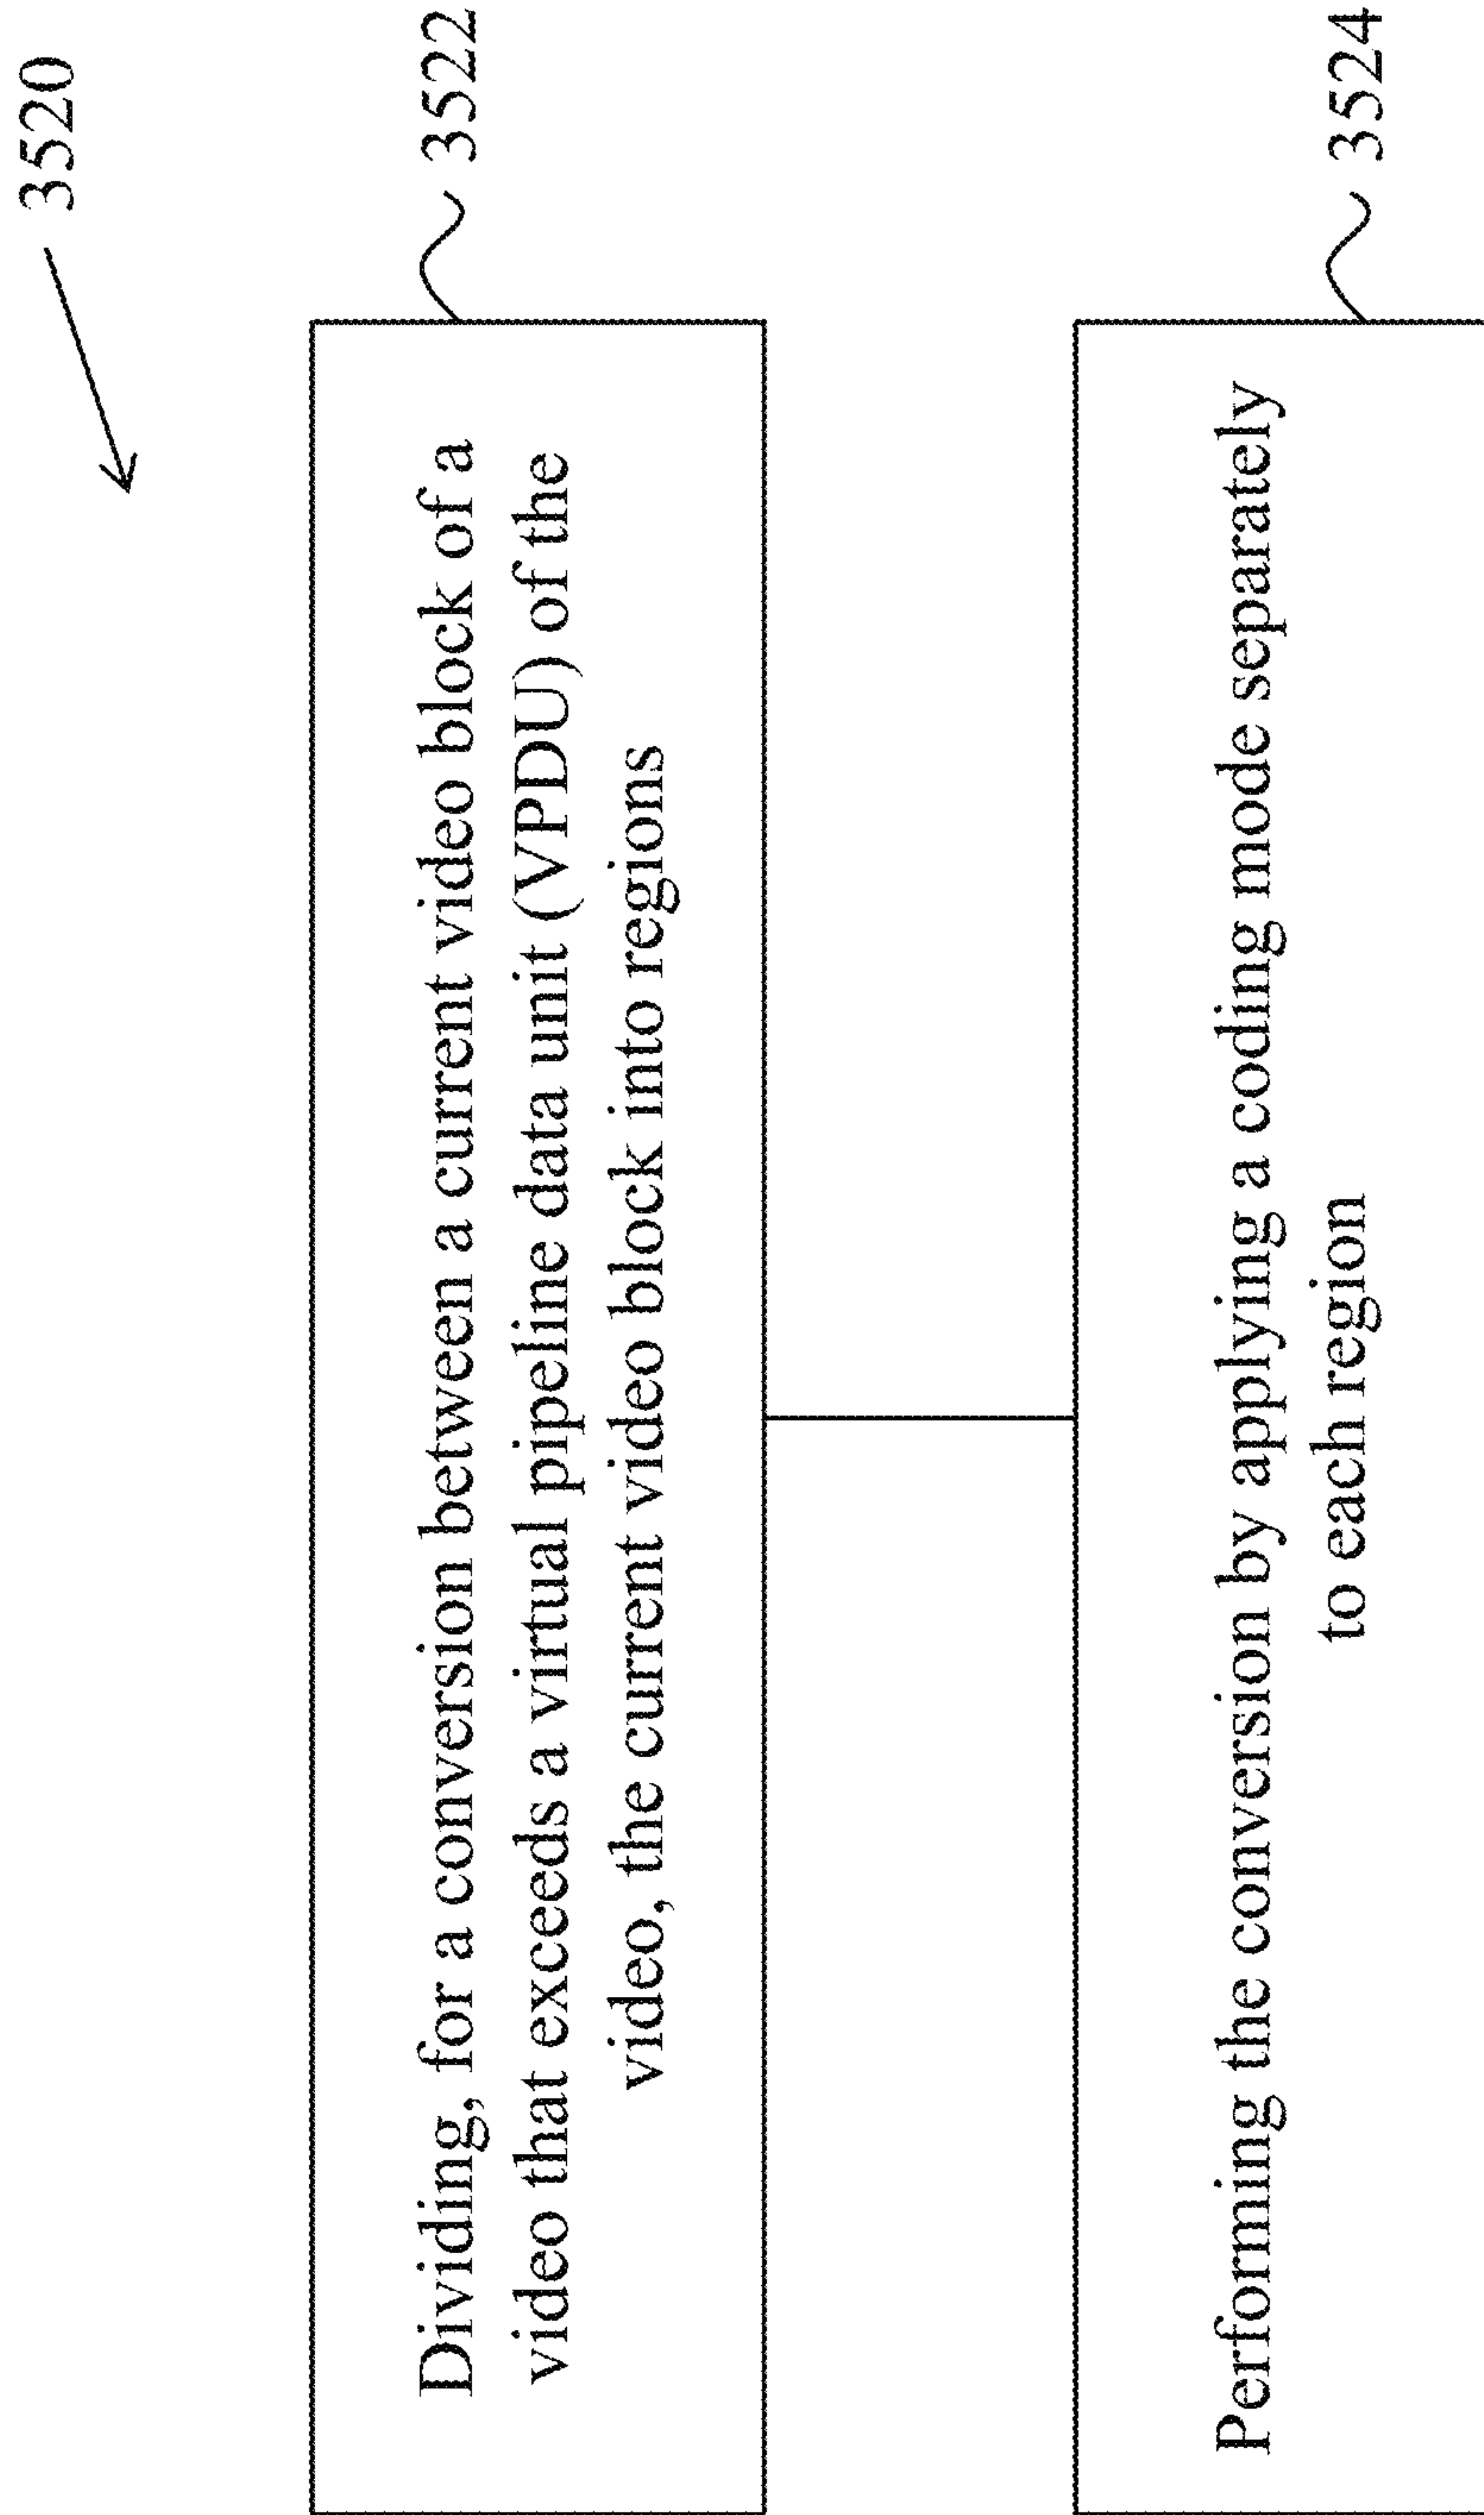 3520
Dividing, for a conversion between a current video block of a
video that exceeds a virtual pipeline data unit (VPDU) of the
video, the current video block into regions
3522
Performing the conversion by applying a coding mode separately
to each region
3524